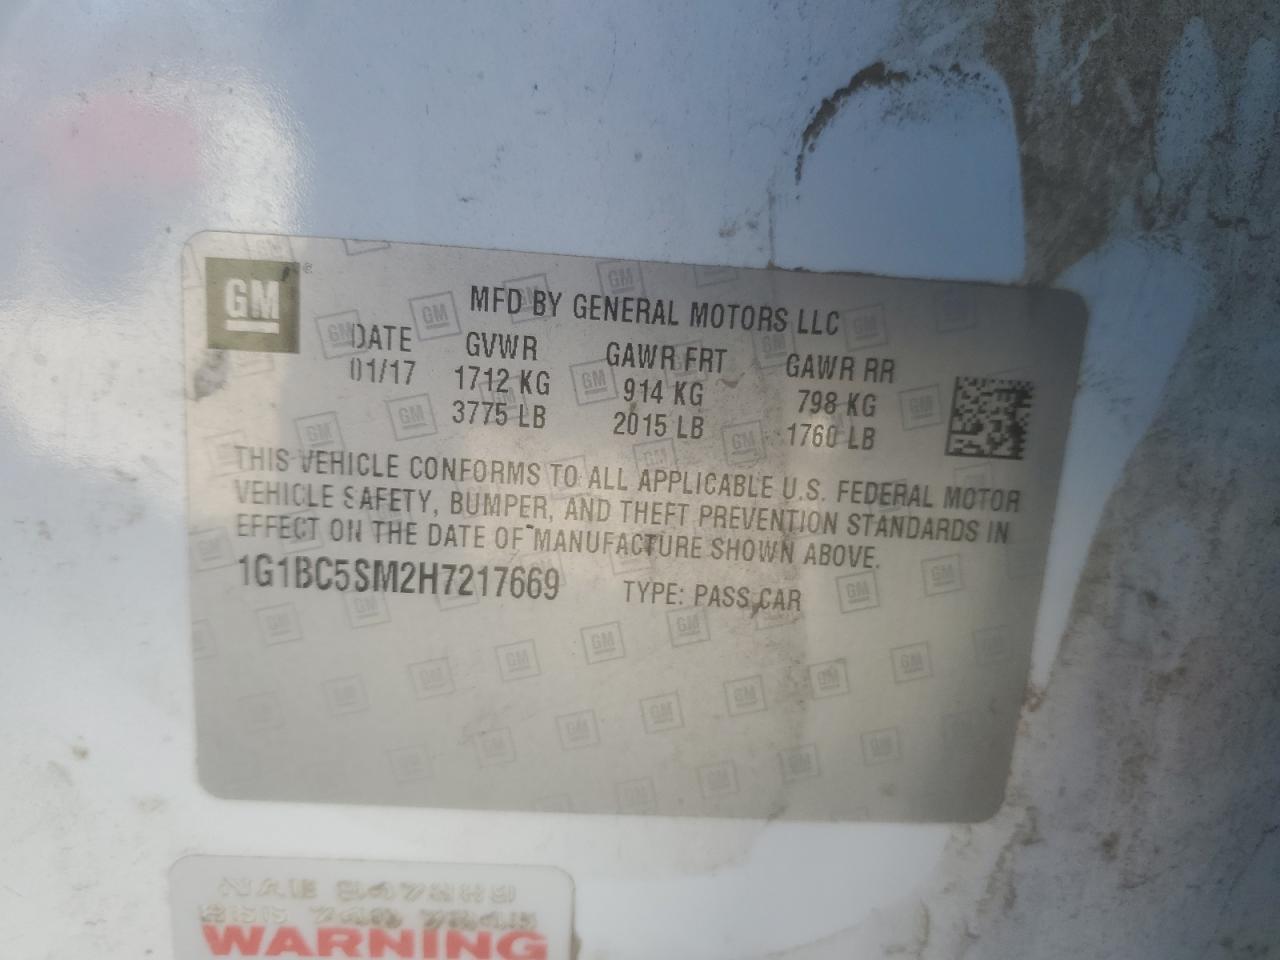 GM
MFD BY GENERAL MOTORS LLC
DATE GVWR GAWR FRT GAWR RR
01/17 1712 KG 914 KG 798 KG
3775 LB 2015 LB 1760 LB
THIS VEHICLE CONFORMS TO ALL APPLICABLE U.S. FEDERAL MOTOR
VEHICLE SAFETY, BUMPER, AND THEFT PREVENTION STANDARDS IN
EFFECT ON THE DATE OF MANUFACTURE SHOWN ABOVE.
1G1BC5SM2H7217669 TYPE: PASS CAR
WARNING